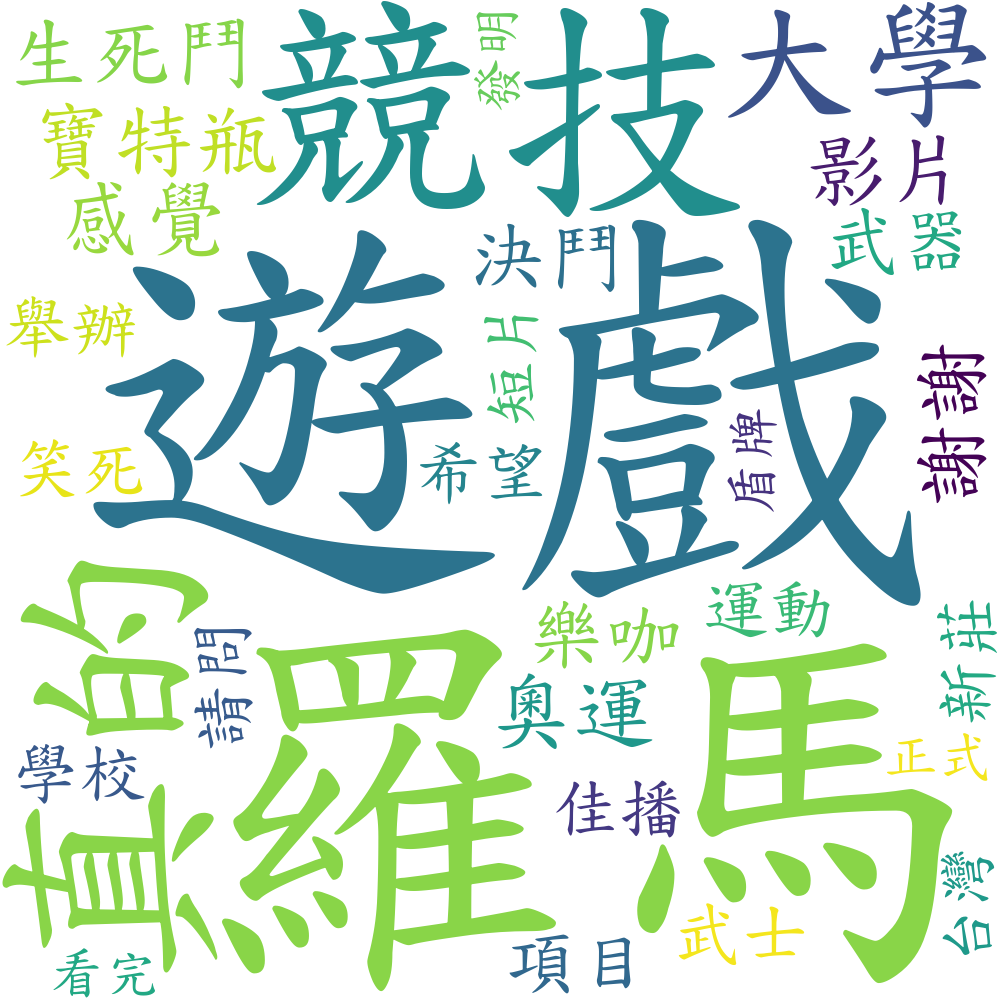 生死鬥
競技
發明
大學
寶特瓶
影片
感覺
決鬥
武器
遊戲
舉辦
短片
謝謝
笑死
希望
盾牌
真的
羅馬
請問
樂咖
運動
新莊
奧運
學校
佳播
正式
台灣
武士
看完
項目